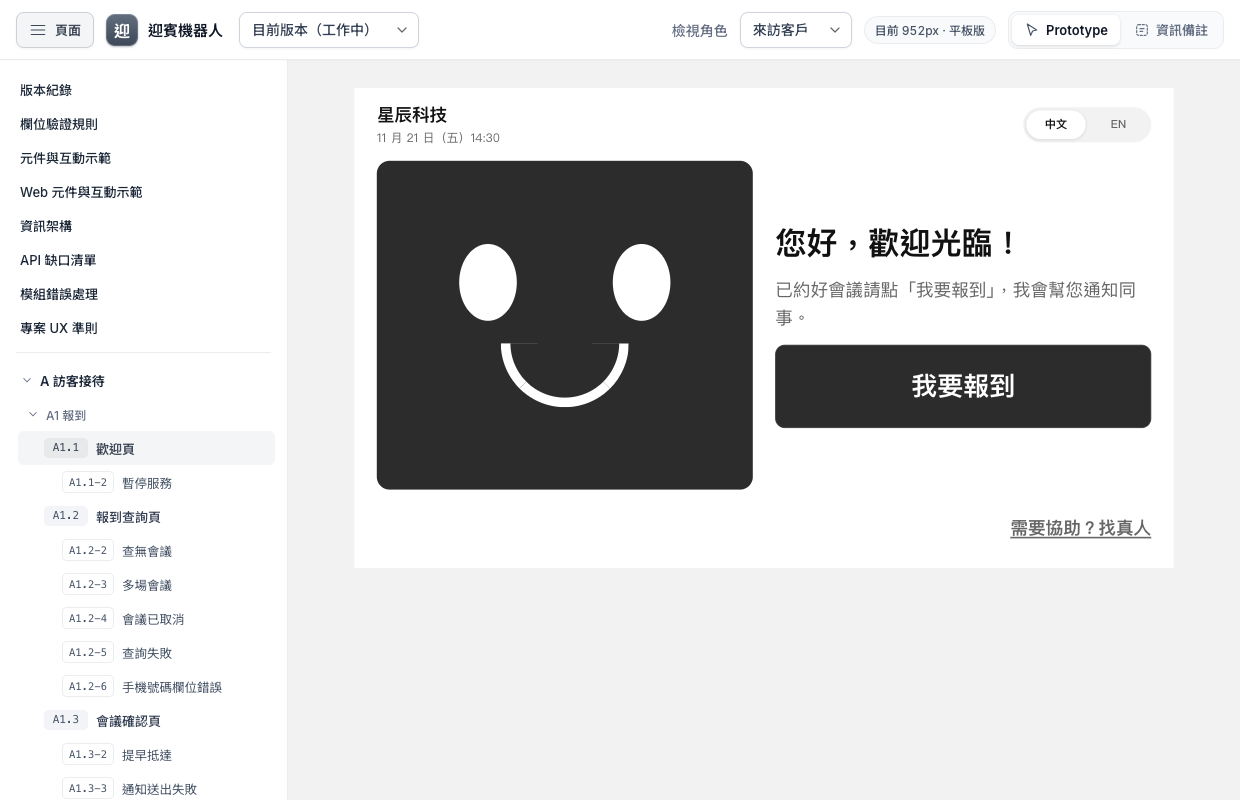 頁面
迎
迎賓機器人
目前版本（工作中）
檢視角色
來訪客戶
目前 952px · 平板版
Prototype
資訊備註
版本紀錄
欄位驗證規則
元件與互動示範
Web 元件與互動示範
資訊架構
API 缺口清單
模組錯誤處理
專案 UX 準則
A 訪客接待
A1 報到
A1.1 歡迎頁
A1.1-2 暫停服務
A1.2 報到查詢頁
A1.2-2 查無會議
A1.2-3 多場會議
A1.2-4 會議已取消
A1.2-5 查詢失敗
A1.2-6 手機號碼欄位錯誤
A1.3 會議確認頁
A1.3-2 提早抵達
A1.3-3 通知送出失敗
星辰科技
11 月 21 日（五）14:30
中文
EN
您好，歡迎光臨！
已約好會議請點「我要報到」，我會幫您通知同
事。
我要報到
需要協助？找真人